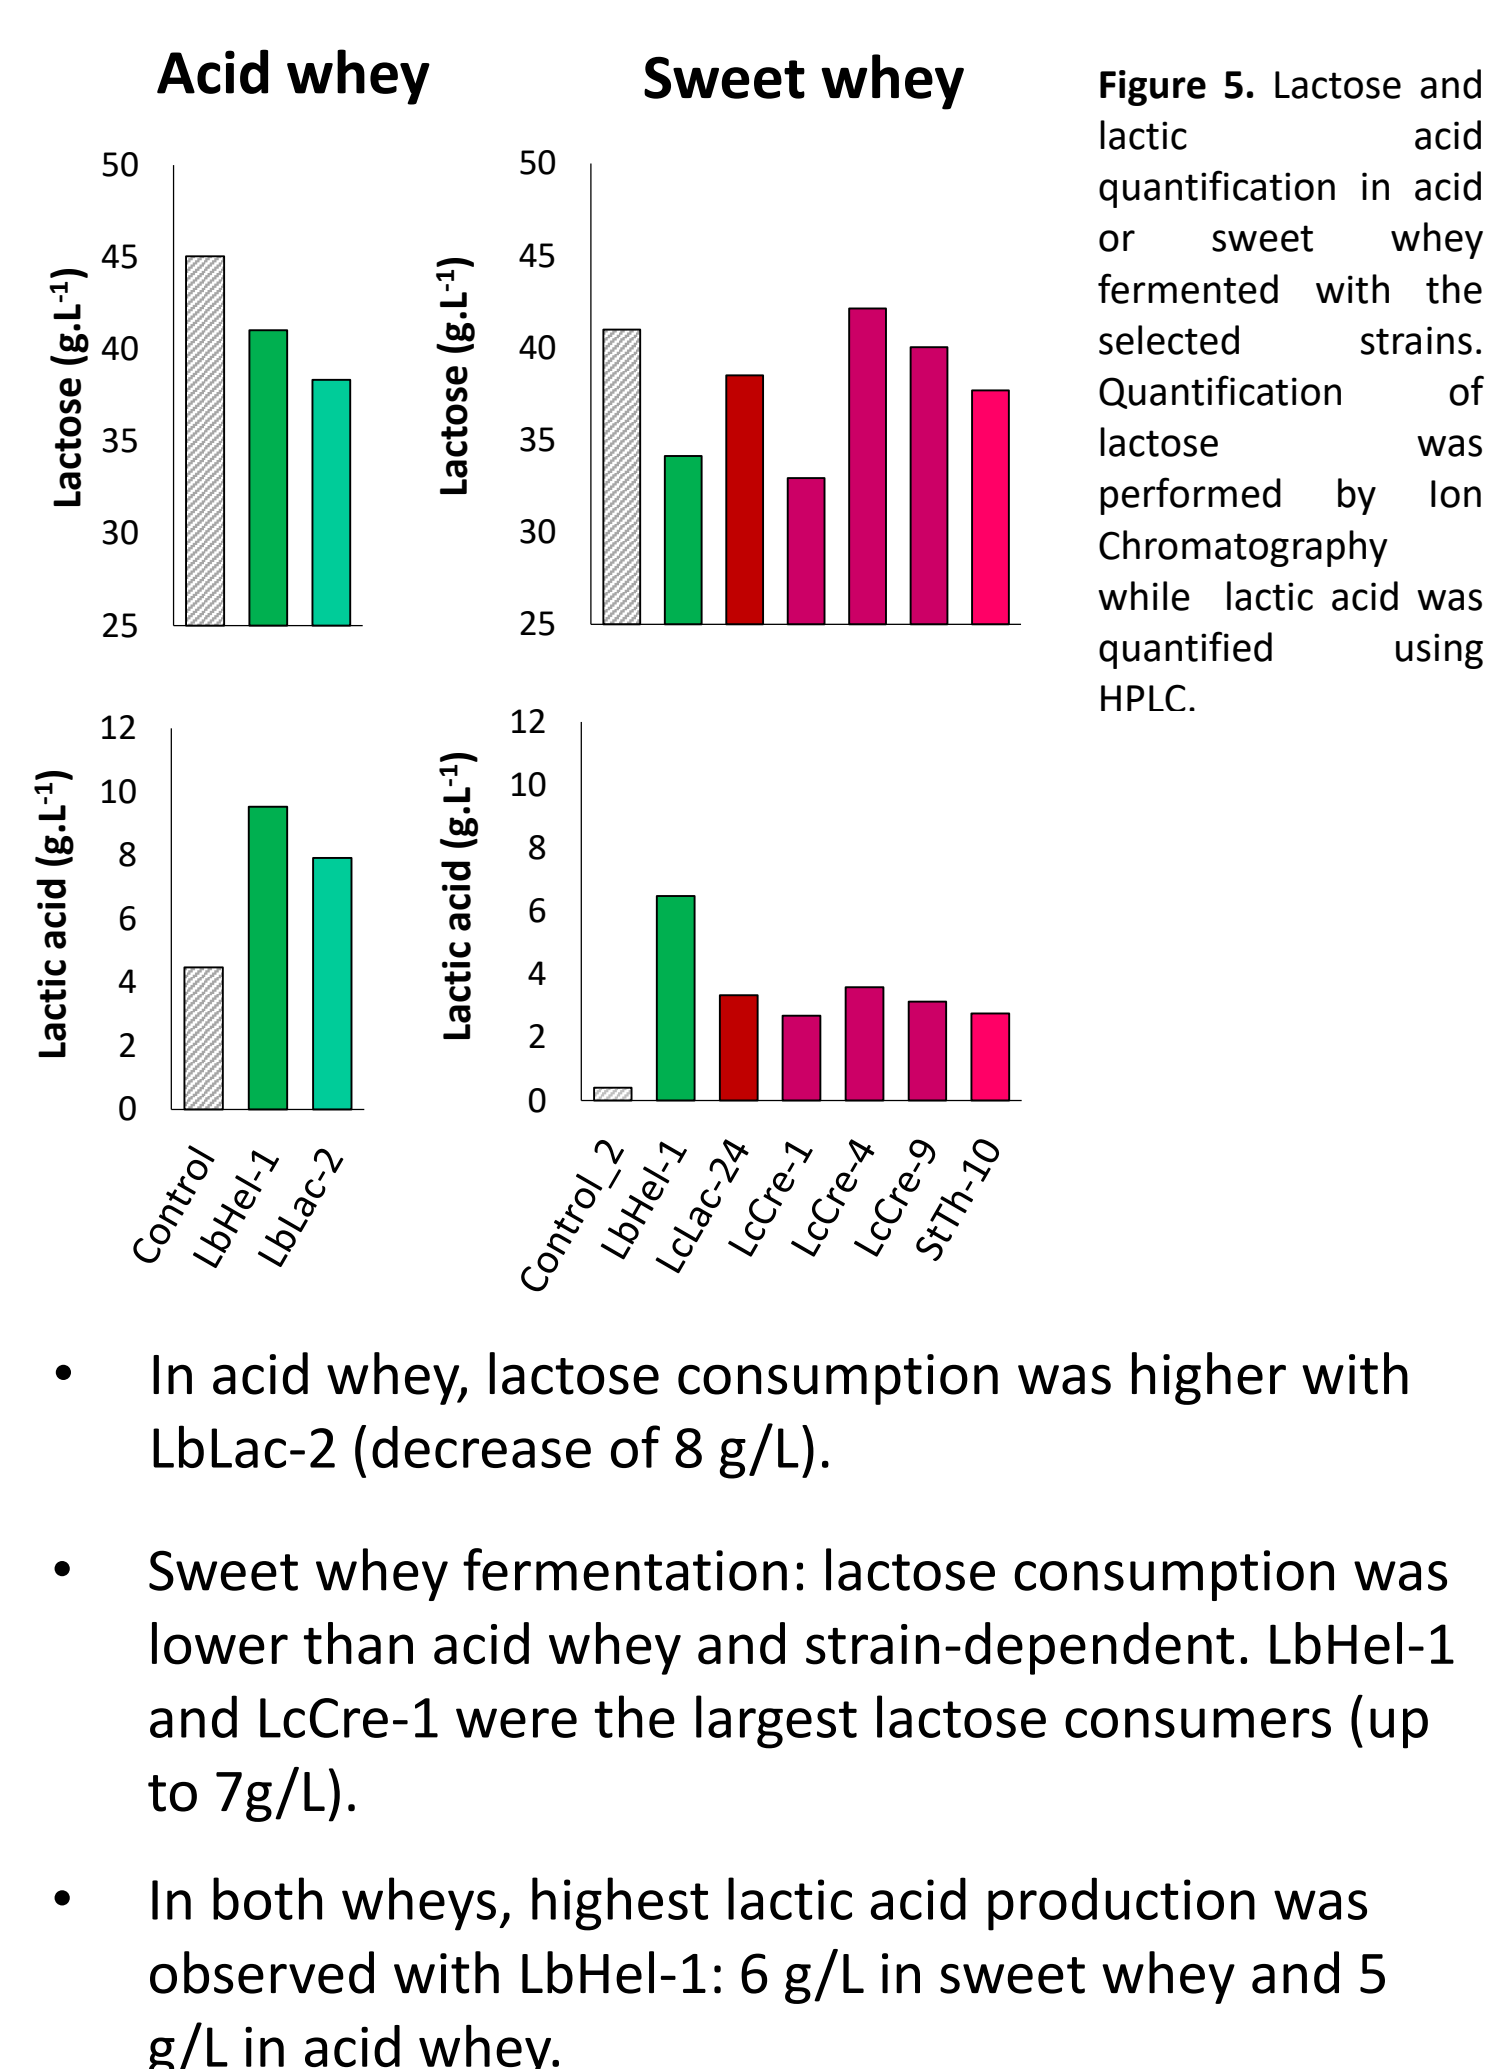 Acid whey
Sweet whey
Figure 5. Lactose and
lactic acid
quantification in acid
or sweet whey
fermented with the
selected strains.
Quantification of
lactose was
performed by Ion
Chromatography
while lactic acid was
quantified using
HPLC.
Lactose (g.L-1)
50
45
40
35
30
25
Lactose (g.L-1)
50
45
40
35
30
25
Lactic acid (g.L-1)
12
10
8
6
4
2
0
Control
LbHel-1
LbLac-2
Lactic acid (g.L-1)
12
10
8
6
4
2
0
Control_2
LbHel-1
LcLac-24
LcCre-1
LcCre-4
LcCre-9
StTh-10
• In acid whey, lactose consumption was higher with
LbLac-2 (decrease of 8 g/L).
• Sweet whey fermentation: lactose consumption was
lower than acid whey and strain-dependent. LbHel-1
and LcCre-1 were the largest lactose consumers (up
to 7g/L).
• In both wheys, highest lactic acid production was
observed with LbHel-1: 6 g/L in sweet whey and 5
g/L in acid whey.